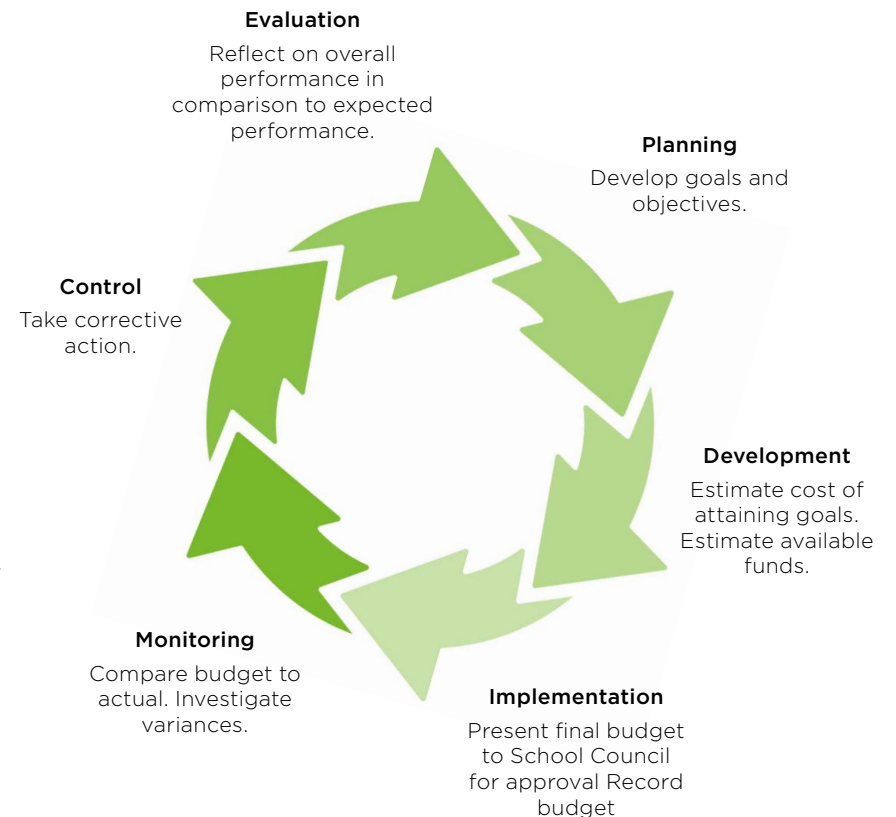 Evaluation
Reflect on overall
performance in
comparison to expected
performance.
Planning
Develop goals and
objectives.
Development
Estimate cost of
attaining goals.
Estimate available
funds.
Implementation
Present final budget
to School Council
for approval Record
budget
Monitoring
Compare budget to
actual. Investigate
variances.
Control
Take corrective
action.